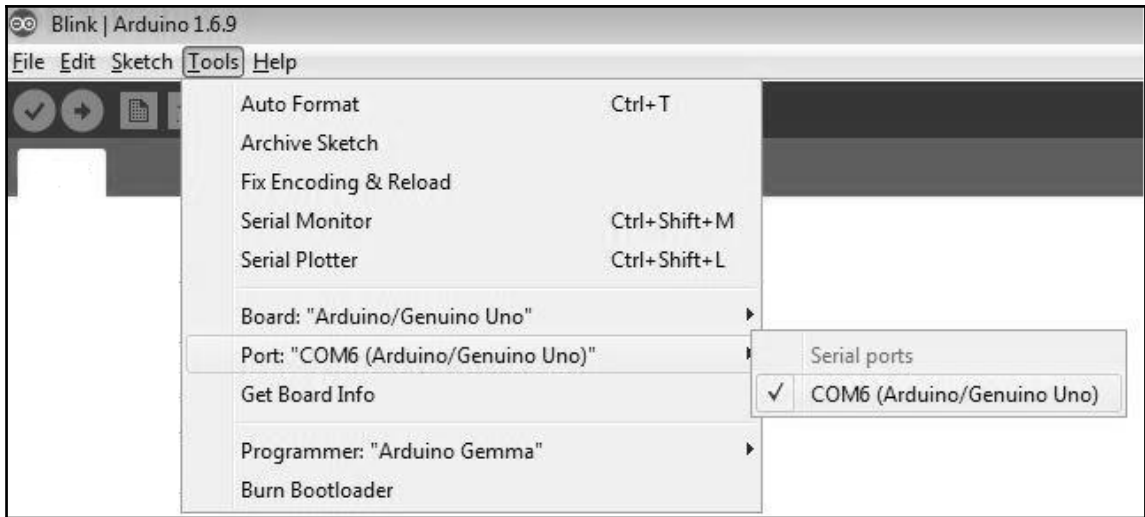 Blink | Arduino 1.6.9
File Edit Sketch Tools Help
Auto Format Ctrl+T
Archive Sketch
Fix Encoding & Reload
Serial Monitor Ctrl+Shift+M
Serial Plotter Ctrl+Shift+L
Board: "Arduino/Genuino Uno"
Port: "COM6 (Arduino/Genuino Uno)"
Serial ports
Get Board Info
COM6 (Arduino/Genuino Uno)
Programmer: "Arduino Gemma"
Burn Bootloader